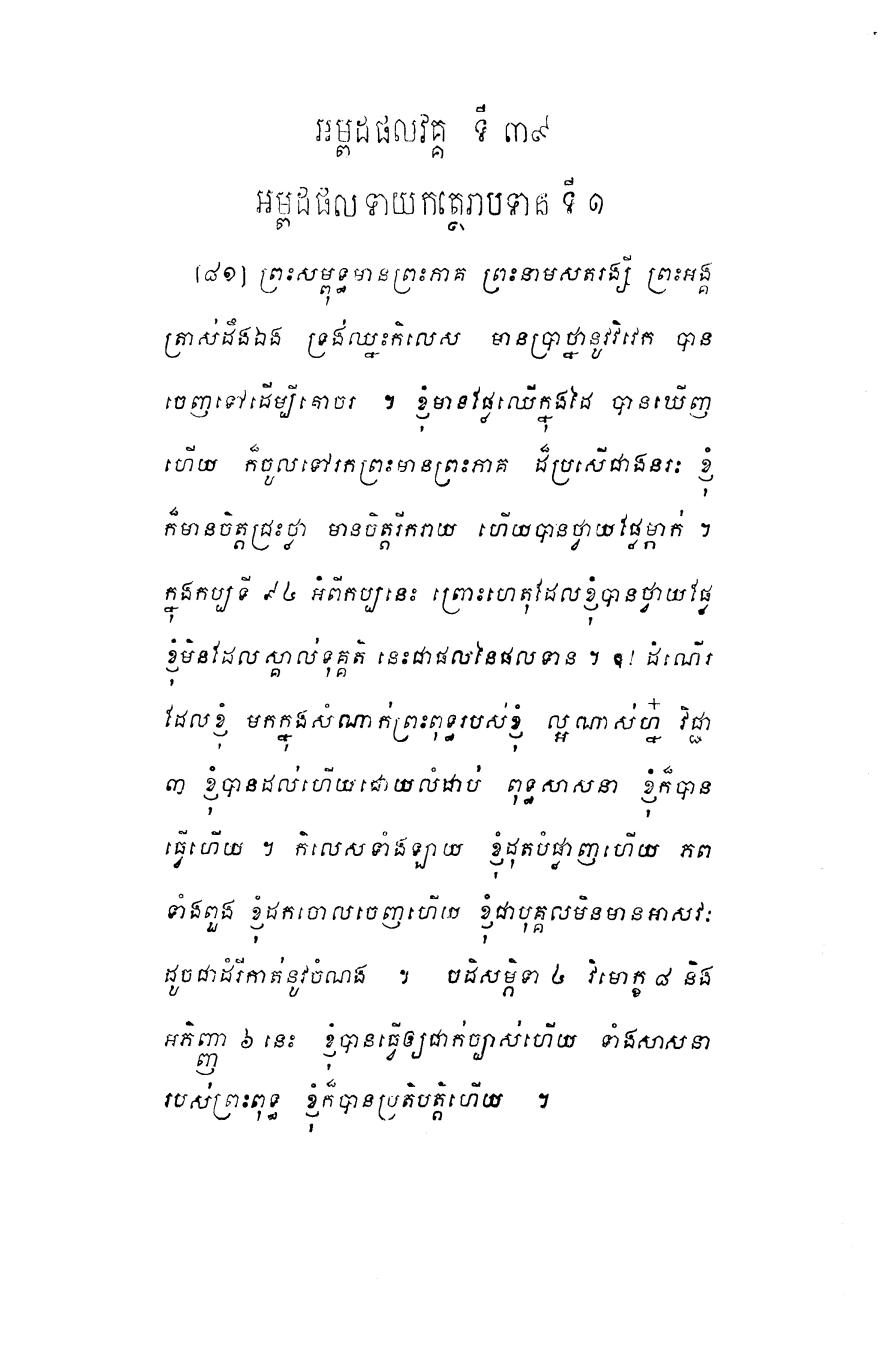 អម្ពដផលវគ្គ ទី ៣៩
អម្ពដផលទាយកត្ថេរាបទាន ទី ១
[៨១] ព្រះសម្ពុទ្ធមានព្រះភាគ ព្រះនាមសតរង្សី ព្រះអង្គ
ត្រាស់ដឹងឯង ទ្រង់ឈ្នះកិលេស មានប្រាថ្នានូវវិវេក បាន
ចេញទៅដើម្បីគោចរ ។ ខ្ញុំមានផ្លែឈើក្នុងដៃ បានឃើញ
ហើយ ក៏ចូលទៅរកព្រះមានព្រះភាគ ដ៏ប្រសើជាងនរៈ ខ្ញុំ
ក៏មានចិត្តជ្រះថ្លា មានចិត្តរីករាយ ហើយបានថ្វាយផ្លែម្កាក់ ។
ក្នុងកប្បទី ៩៤ អំពីកប្បនេះ ព្រោះហេតុដែលខ្ញុំបានថ្វាយផ្លែ
ខ្ញុំមិនដែលស្គាល់ទុគ្គតិ នេះជាផលនៃផលទាន ។ ឱ! ដំណើរ
ដែលខ្ញុំ មកក្នុងសំណាក់ព្រះពុទ្ធរបស់ខ្ញុំ ល្អណាស់ហ្ន៎ វិជ្ជា
៣ ខ្ញុំបានដល់ហើយដោយលំដាប់ ពុទ្ធសាសនា ខ្ញុំក៏បាន
ធ្វើហើយ ។ កិលេសទាំងឡាយ ខ្ញុំដុតបំផ្លាញហើយ ភព
ទាំងពួង ខ្ញុំដកចោលចេញហើយ ខ្ញុំជាបុគ្គលមិនមានអាសវៈ
ដូចជាដំរីកាត់នូវចំណង ។ បដិសម្ភិទា ៤ វិមោក្ខ ៨ និង
អភិញ្ញា ៦ នេះ ខ្ញុំបានធ្វើឲ្យជាក់ច្បាស់ហើយ ទាំងសាសនា
របស់ព្រះពុទ្ធ ខ្ញុំក៏បានប្រតិបត្តិហើយ ។